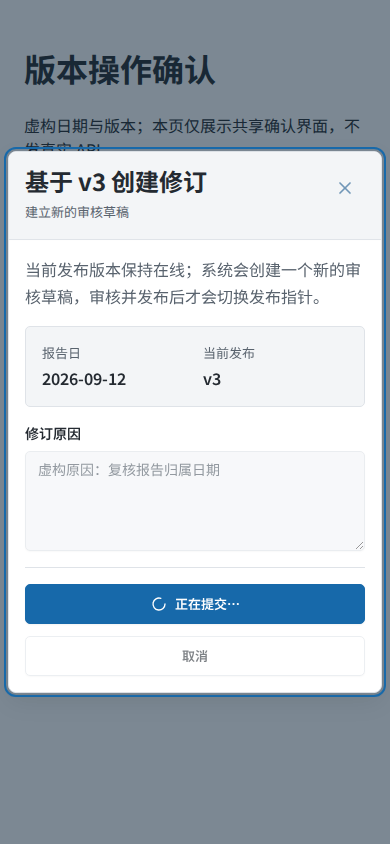 版本操作确认
虚构日期与版本；本页仅展示共享确认界面，不
发真实 API
基于 v3 创建修订
建立新的审核草稿
当前发布版本保持在线；系统会创建一个新的审
核草稿，审核并发布后才会切换发布指针。
报告日
当前发布
2026-09-12
v3
修订原因
虚构原因：复核报告归属日期
正在提交…
取消